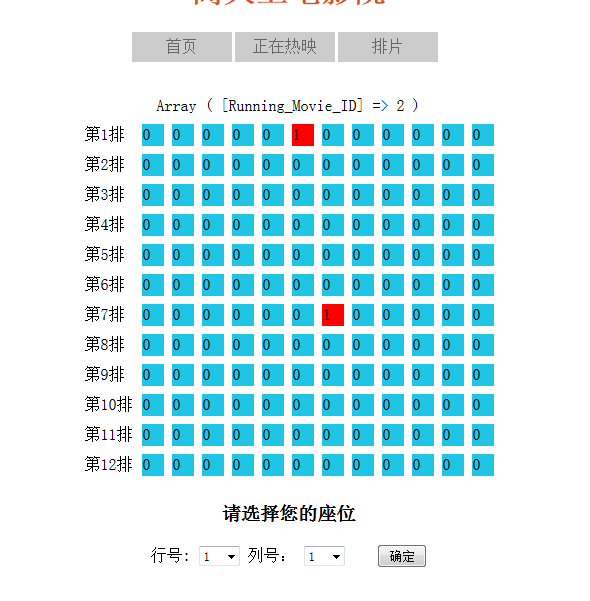 首页 正在热映 排片
Array ( [Running_Movie_ID] => 2 )
第1排 0 0 0 0 0 1 0 0 0 0 0 0
第2排 0 0 0 0 0 0 0 0 0 0 0 0
第3排 0 0 0 0 0 0 0 0 0 0 0 0
第4排 0 0 0 0 0 0 0 0 0 0 0 0
第5排 0 0 0 0 0 0 0 0 0 0 0 0
第6排 0 0 0 0 0 0 0 0 0 0 0 0
第7排 0 0 0 0 0 0 1 0 0 0 0 0
第8排 0 0 0 0 0 0 0 0 0 0 0 0
第9排 0 0 0 0 0 0 0 0 0 0 0 0
第10排 0 0 0 0 0 0 0 0 0 0 0 0
第11排 0 0 0 0 0 0 0 0 0 0 0 0
第12排 0 0 0 0 0 0 0 0 0 0 0 0
请选择您的座位
行号: 1 列号: 1 确定